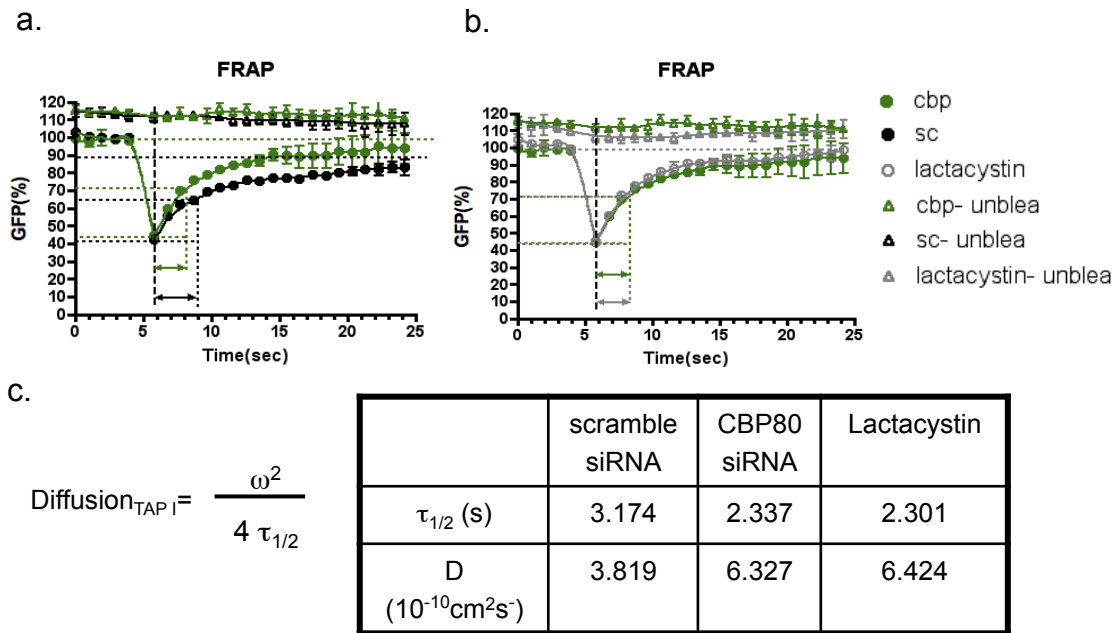 a.
FRAP
120
110
100
90
80
70
60
50
40
30
20
10
0
GFP(%)
0 5 10 15 20 25
Time(sec)
b.
FRAP
120
110
100
90
80
70
60
50
40
30
20
10
0
GFP(%)
0 5 10 15 20 25
Time(sec)
cbp
sc
lactacystin
cbp- unblea
sc- unblea
lactacystin- unblea
c.
Diffusion TAP I = ω² / 4 τ1/2
scramble siRNA
CBP80 siRNA
Lactacystin
τ1/2 (s) 3.174 2.337 2.301
D (10⁻¹⁰cm²s⁻) 3.819 6.327 6.424